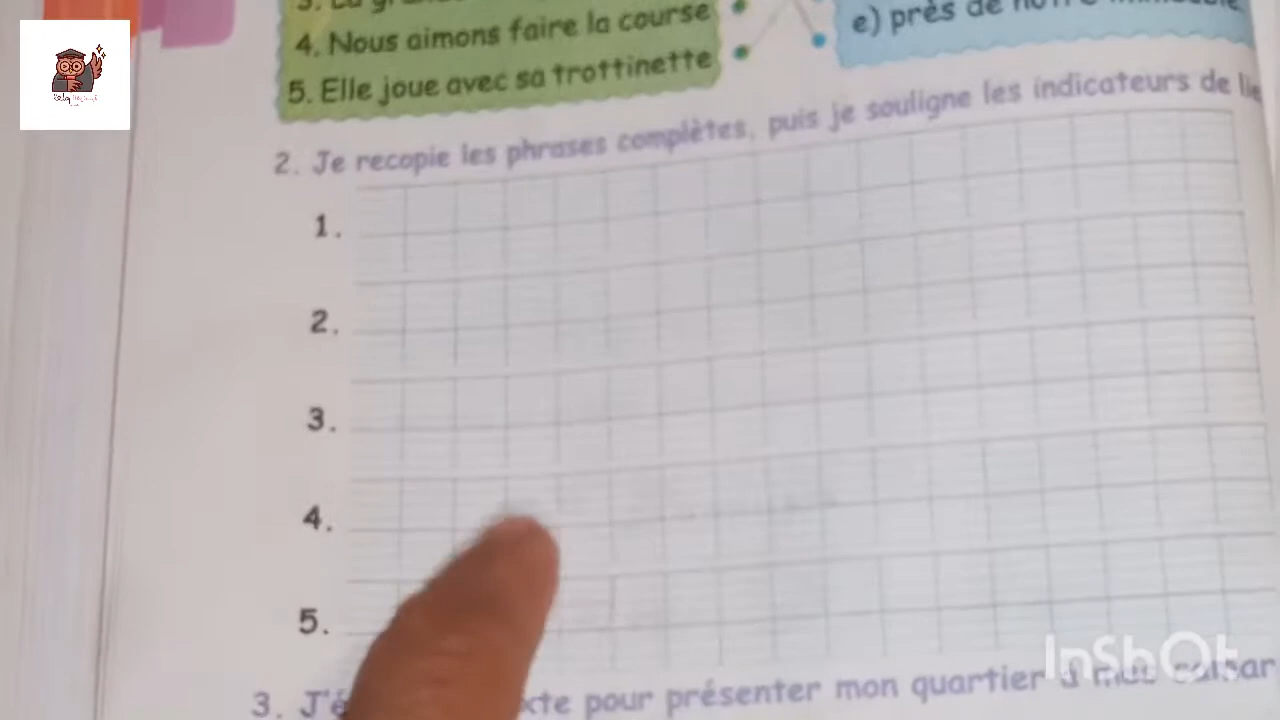 4. Nous aimons faire la course
e) près de notre
5. Elle joue avec sa trottinette
2. Je recopie les phrases complètes, puis je souligne les indicateurs de
1.
2.
3.
4.
5.
3. pour présenter mon quartier à
InShOt